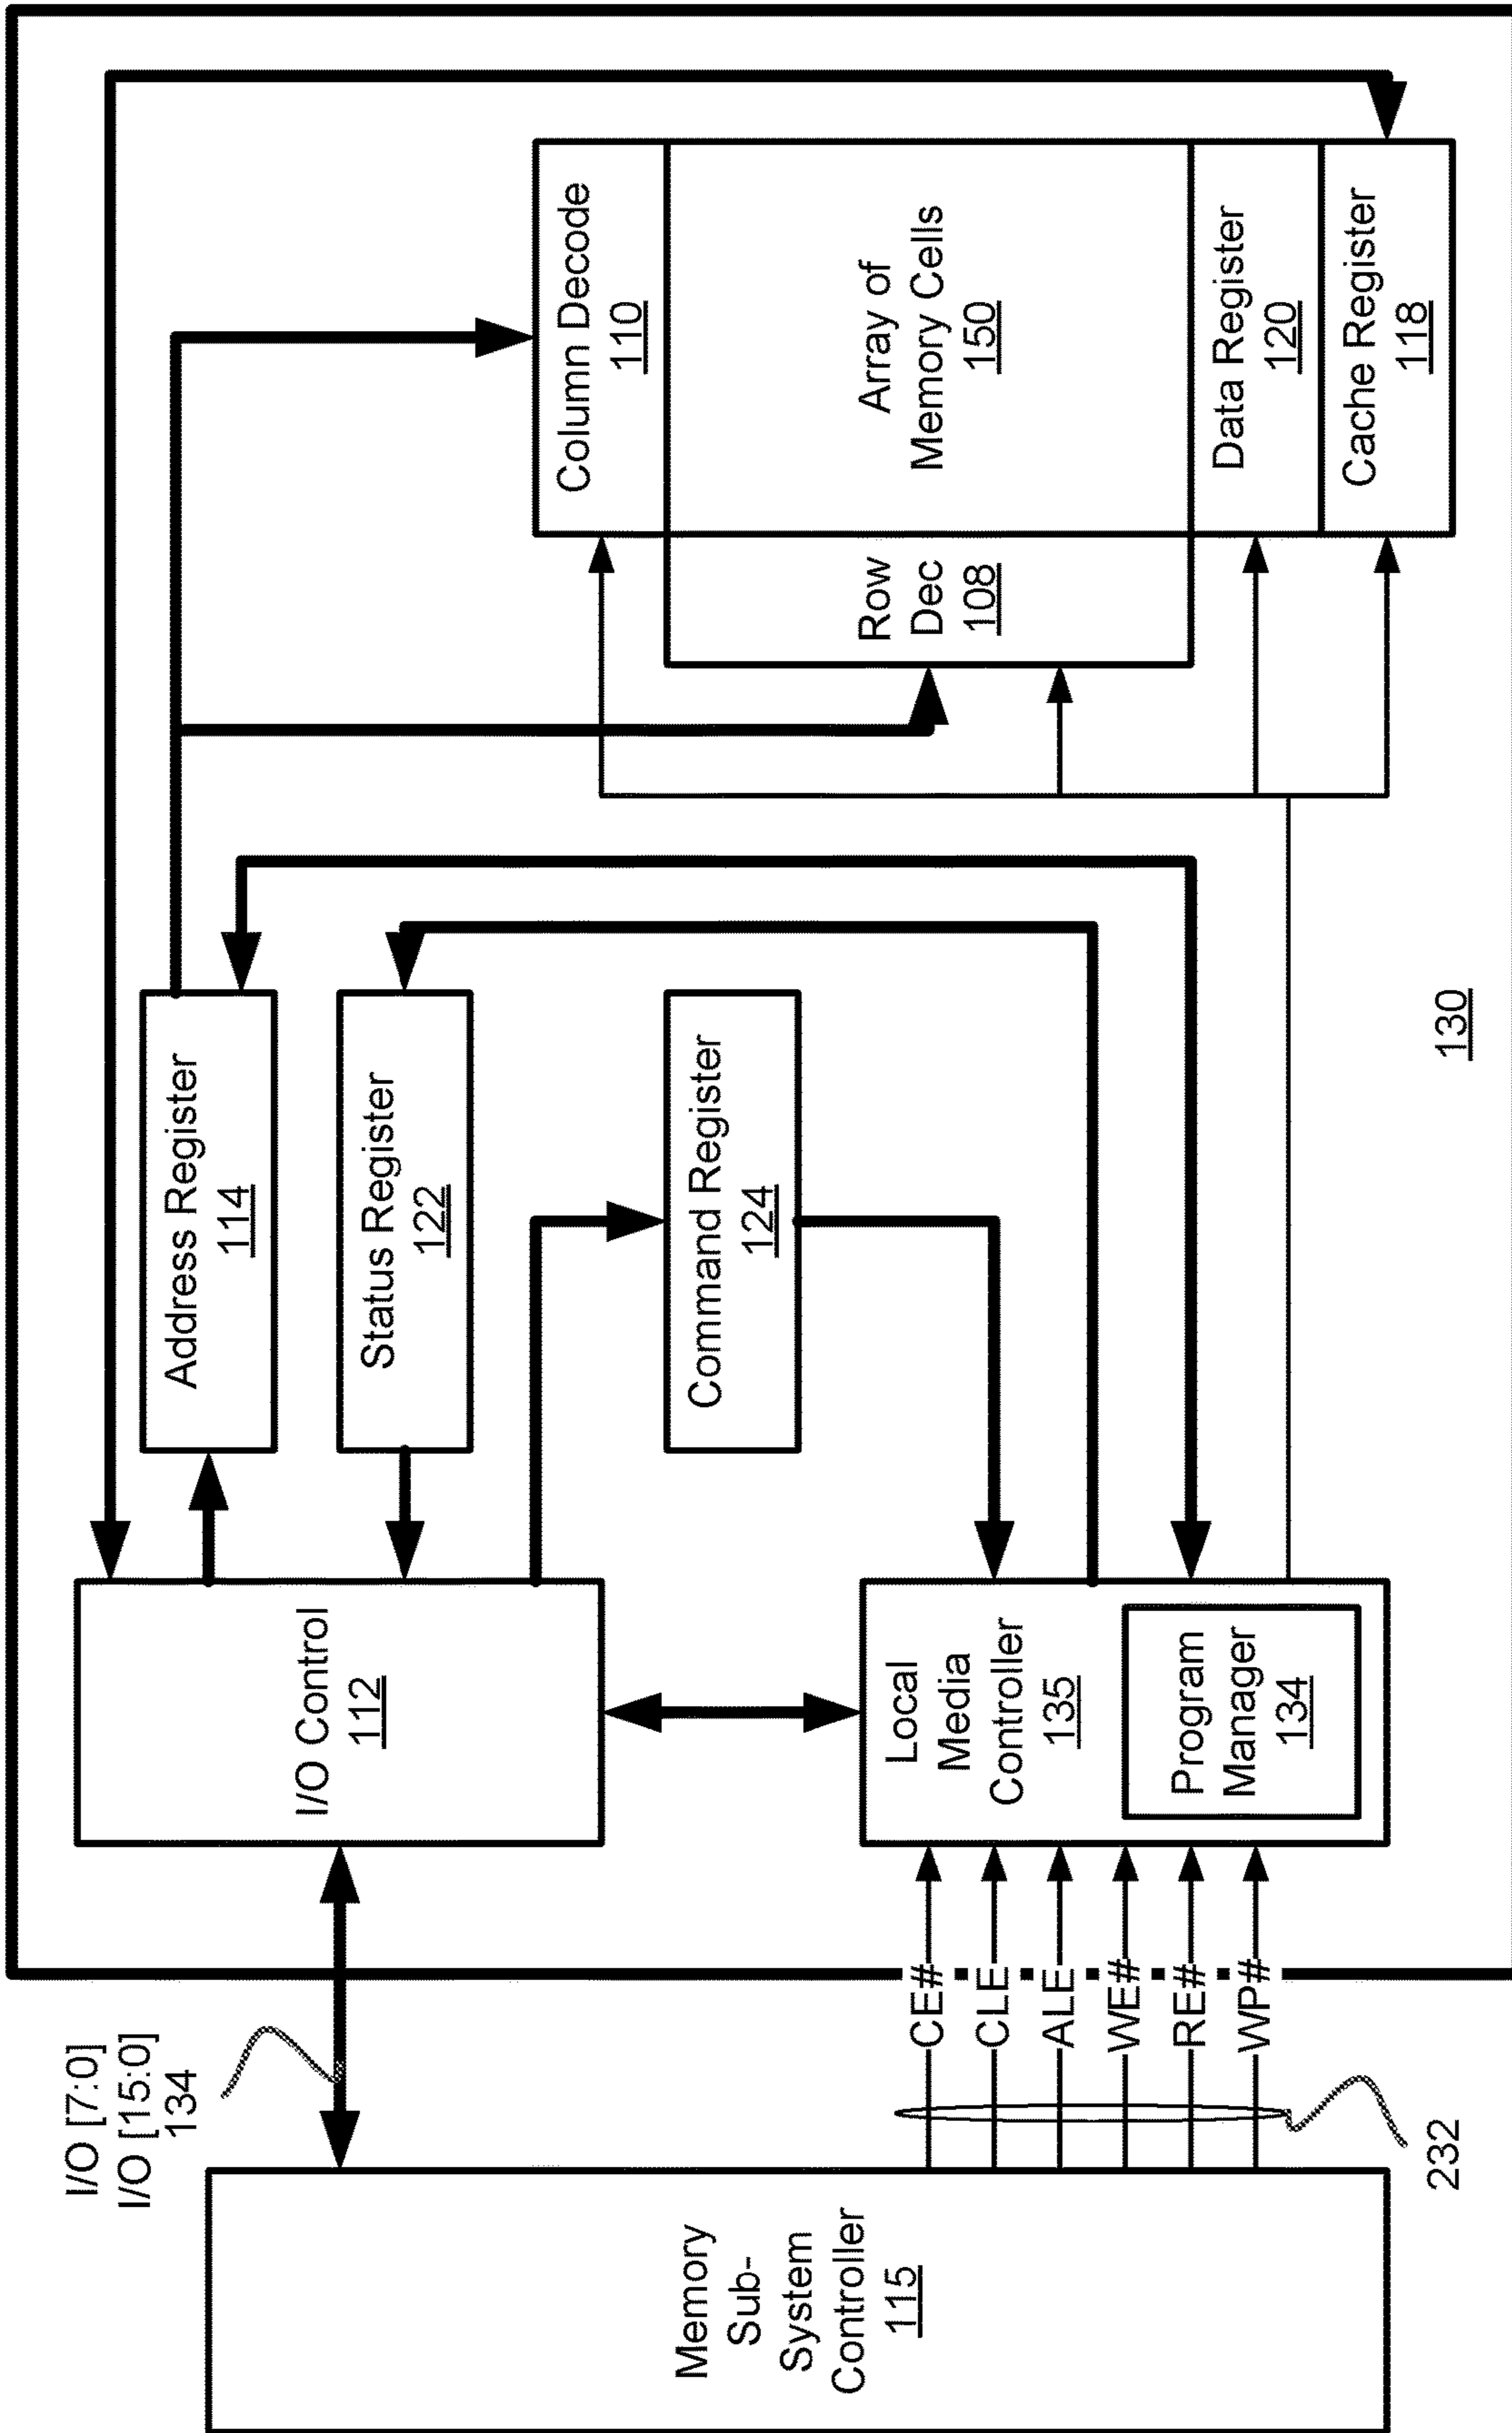 Memory
Sub-
System
Controller
115
I/O [7:0]
I/O [15:0]
134
CE#
CLE
ALE
WE#
RE#
WP#
232
I/O Control
112
Local
Media
Controller
135
Program
Manager
134
Address Register
114
Status Register
122
Command Register
124
130
Row
Dec
108
Column Decode
110
Array of
Memory Cells
150
Data Register
120
Cache Register
118